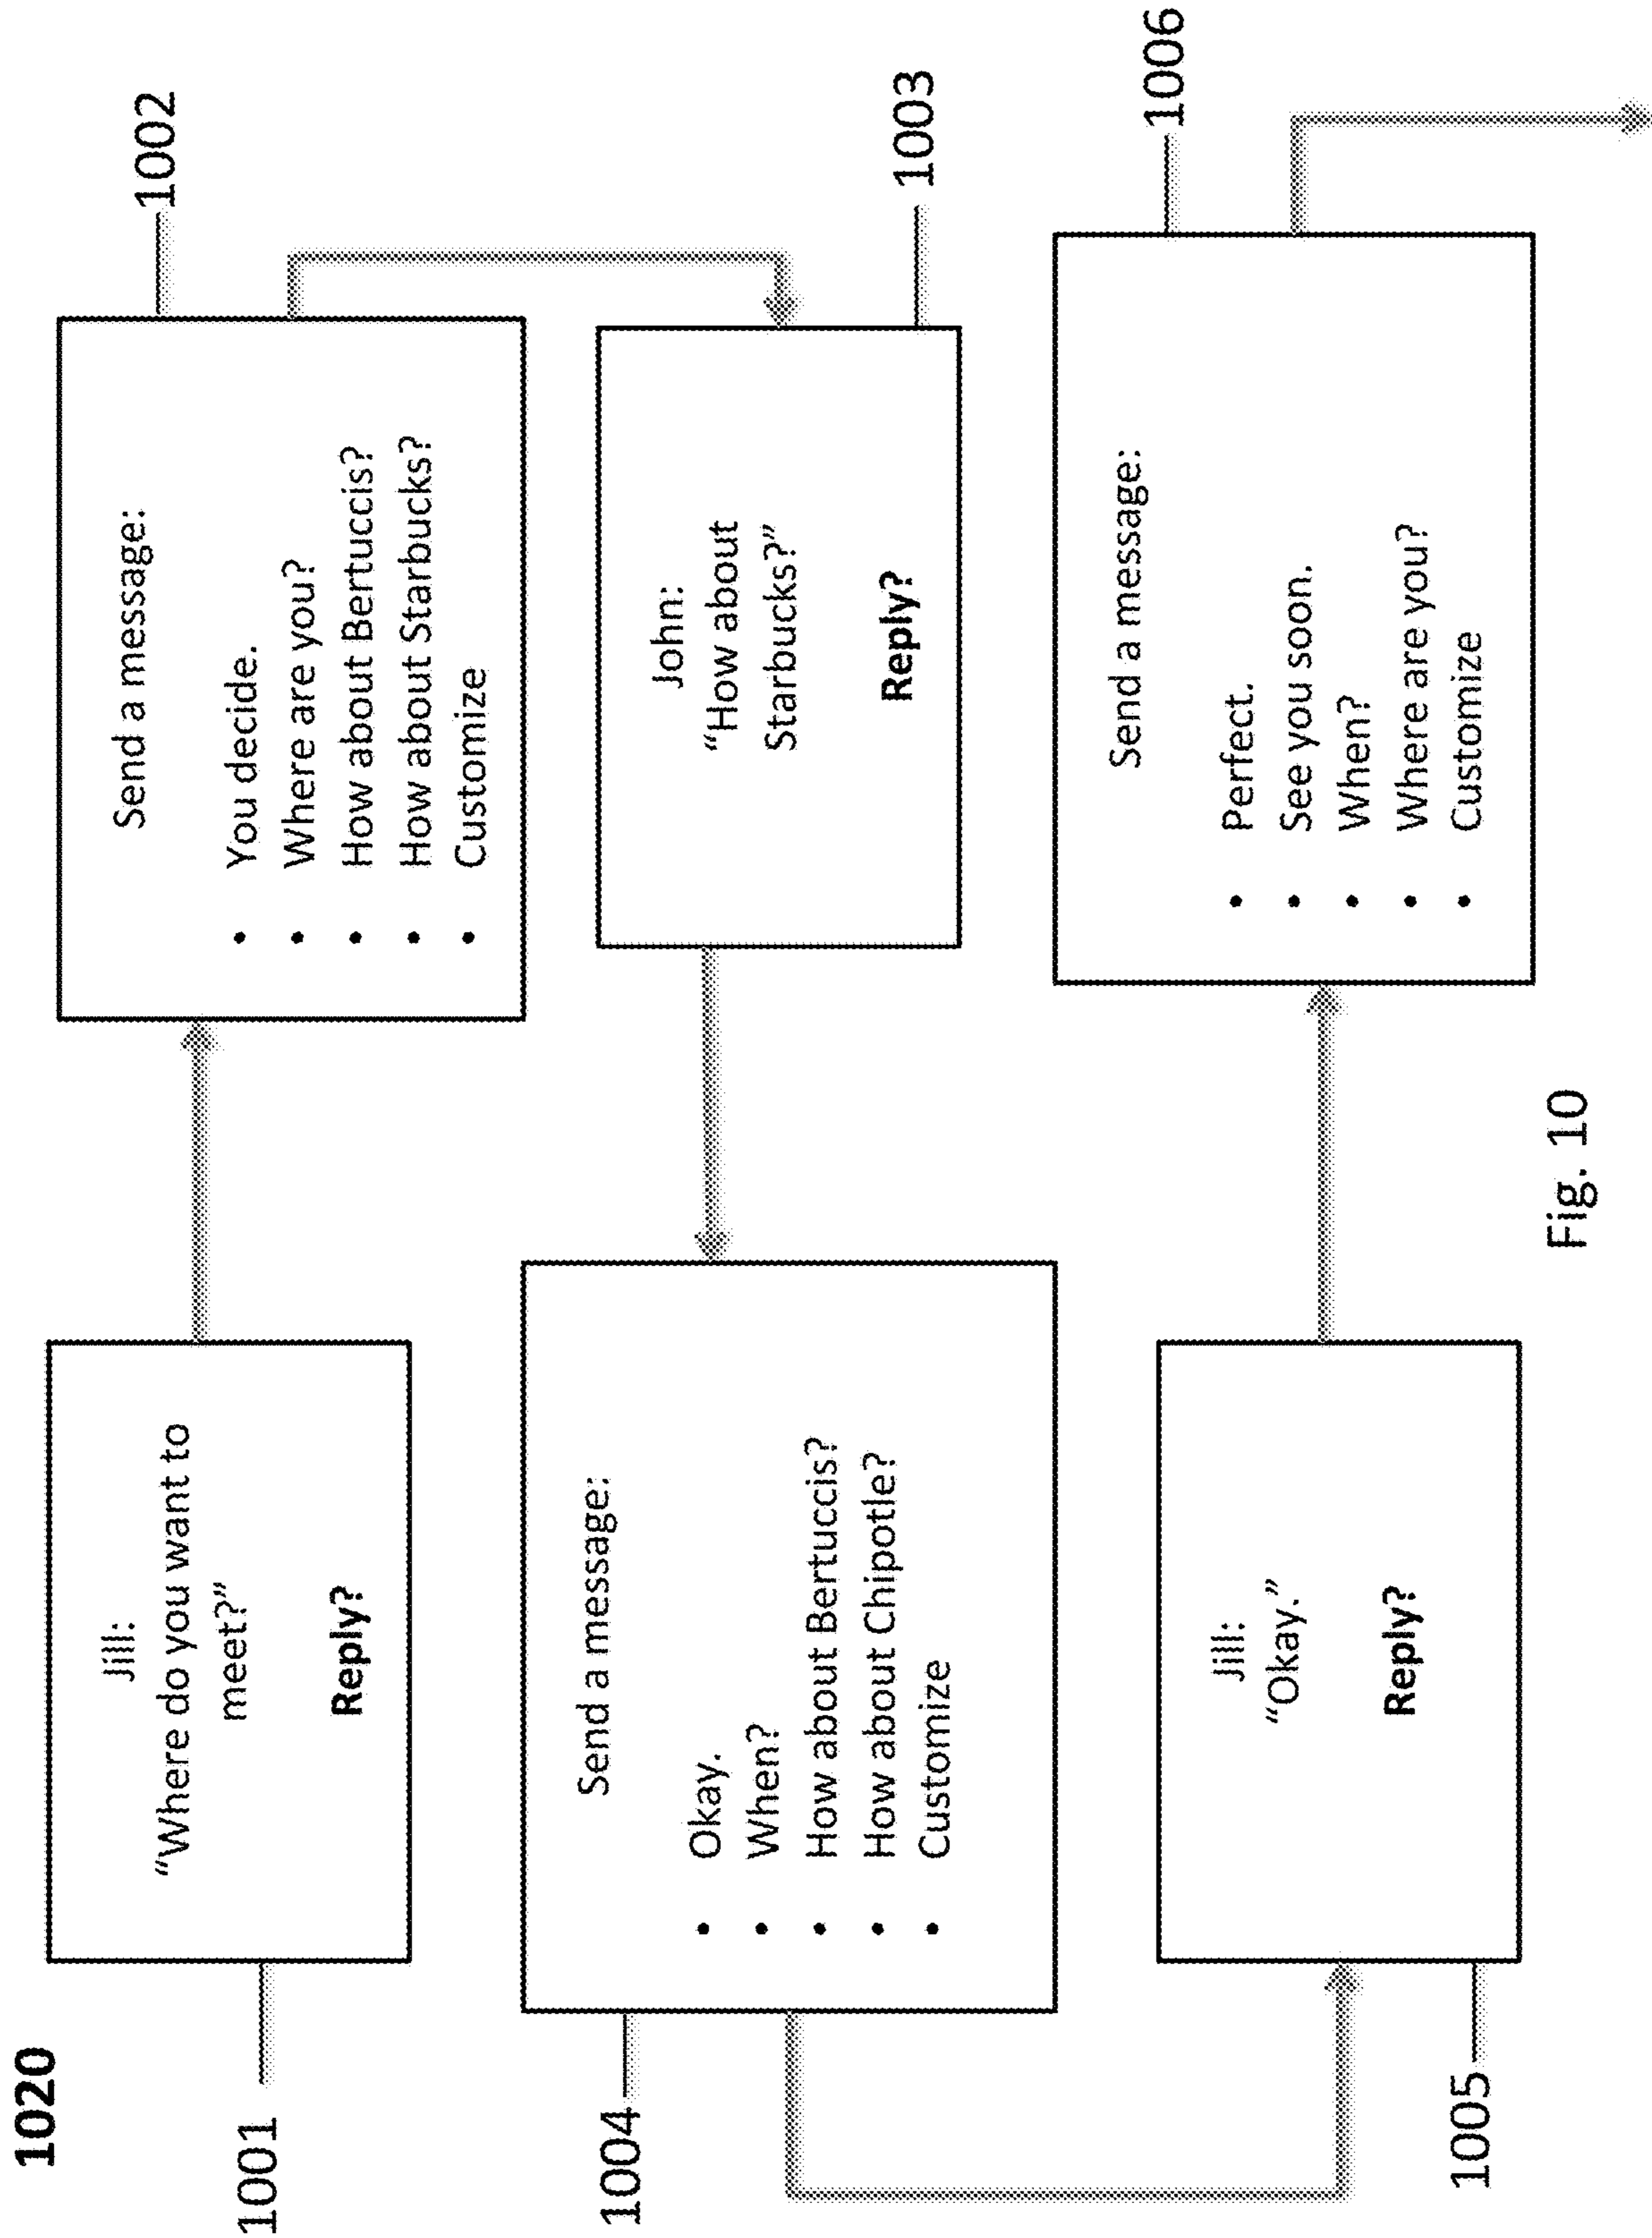 1020
1001
Jill:
“Where do you want to
meet?”
Reply?
1002
Send a message:
• You decide.
• Where are you?
• How about Bertuccis?
• How about Starbucks?
• Customize
1003
John:
“How about
Starbucks?”
Reply?
1004
Send a message:
• Okay.
• When?
• How about Bertuccis?
• How about Chipotle?
• Customize
1005
Jill:
“Okay.”
Reply?
1006
Send a message:
• Perfect.
• See you soon.
• When?
• Where are you?
• Customize
Fig. 10